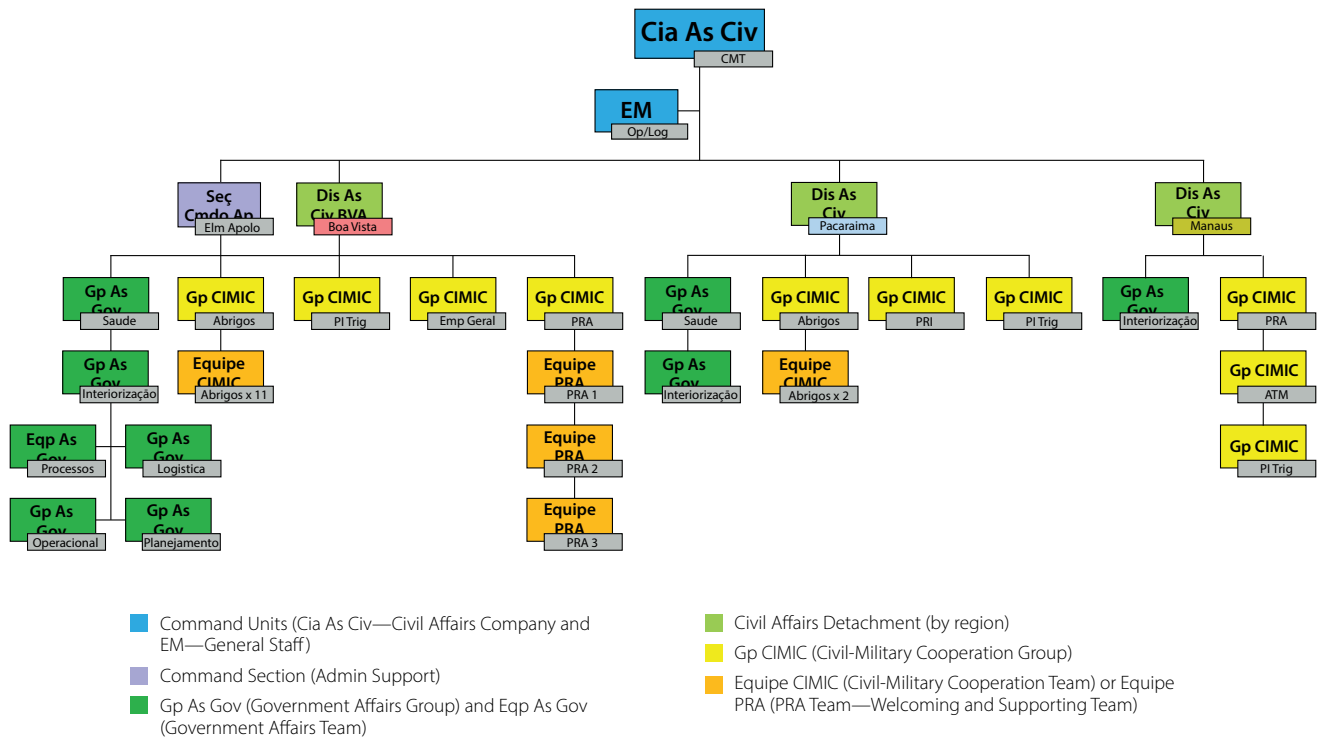 Cia As Civ
CMT
EM
Op/Log
Seç
Cmdo Ap
Elm Apolo
Dis As
Civ BVA
Boa Vista
Dis As
Civ
Pacaraima
Dis As
Civ
Manaus
Gp As
Gov
Saude
Gp CIMIC
Abrigos
Gp CIMIC
PI Trig
Gp CIMIC
Emp Geral
Gp CIMIC
PRA
Gp As
Gov
Saude
Gp CIMIC
Abrigos
Gp CIMIC
PRI
Gp CIMIC
PI Trig
Gp As
Gov
Interiorização
Gp CIMIC
PRA
Gp As
Gov
Interiorização
Equipe
CIMIC
Abrigos x 11
Equipe
PRA
PRA 1
Gp As
Gov
Interiorização
Equipe
CIMIC
Abrigos x 2
Gp CIMIC
ATM
Eqp As
Gov
Processos
Gp As
Gov
Logistica
Equipe
PRA
PRA 2
Gp CIMIC
PI Trig
Gp As
Gov
Operacional
Gp As
Gov
Planejamento
Equipe
PRA
PRA 3
Command Units (Cia As Civ—Civil Affairs Company and
EM—General Staff)
Command Section (Admin Support)
Gp As Gov (Government Affairs Group) and Eqp As Gov
(Government Affairs Team)
Civil Affairs Detachment (by region)
Gp CIMIC (Civil-Military Cooperation Group)
Equipe CIMIC (Civil-Military Cooperation Team) or Equipe
PRA (PRA Team—Welcoming and Supporting Team)